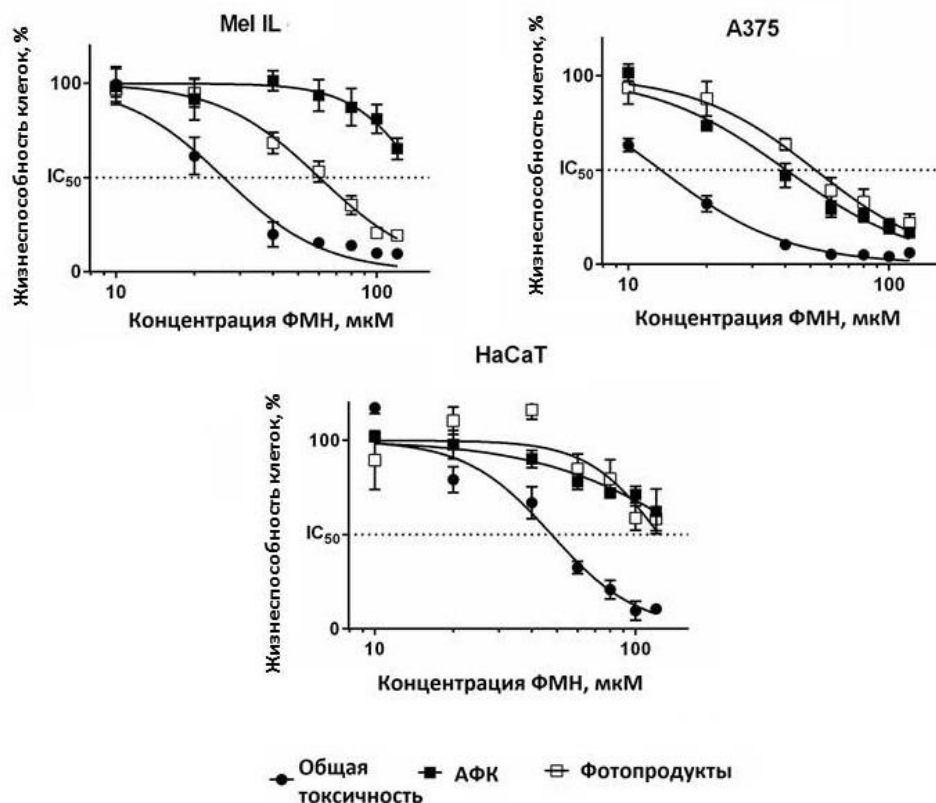 Mel IL
Жизнеспособность клеток, %
100
IC50
0
10
100
Концентрация ФМН, мкМ
A375
Жизнеспособность клеток, %
100
IC50
0
10
100
Концентрация ФМН, мкМ
HaCaT
Жизнеспособность клеток, %
100
IC50
0
10
100
Концентрация ФМН, мкМ
Общая
токсичность
АФК
Фотопродукты